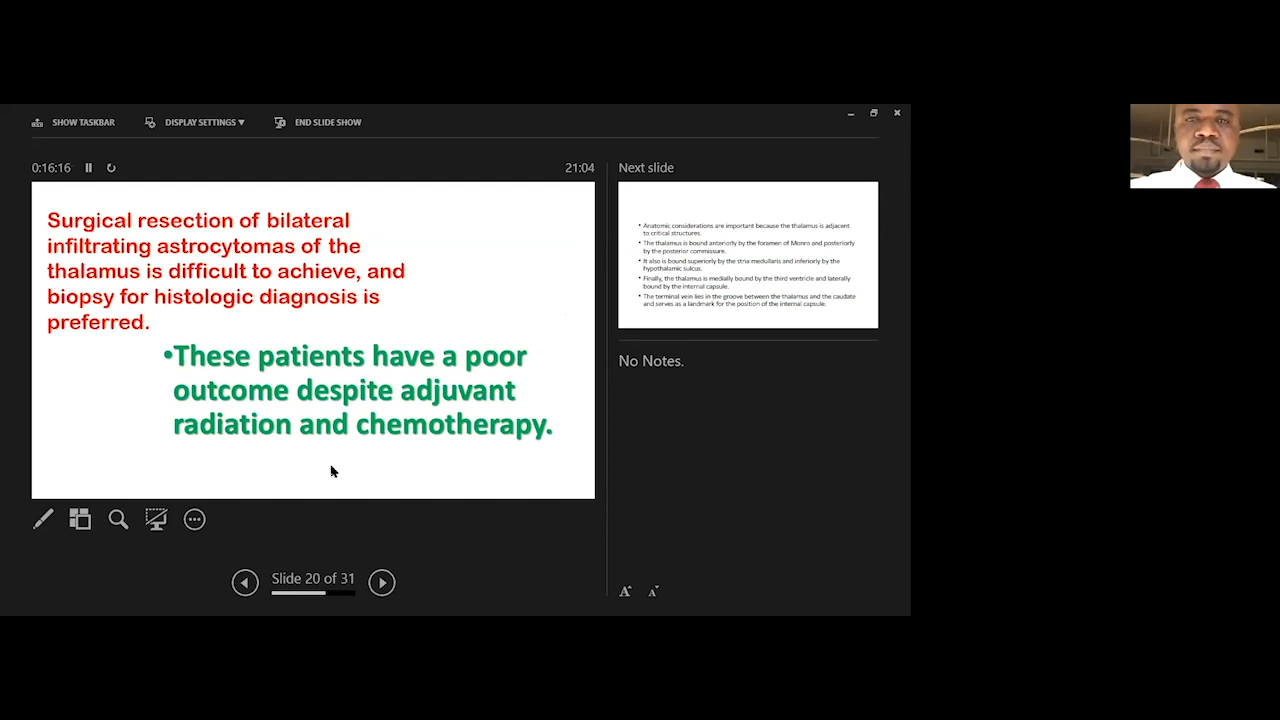 SHOW TASKBAR
DISPLAY SETTINGS ▼
END SLIDE SHOW
0:16:16
21:04
Next slide
Surgical resection of bilateral
infiltrating astrocytomas of the
thalamus is difficult to achieve, and
biopsy for histologic diagnosis is
preferred.
•These patients have a poor
outcome despite adjuvant
radiation and chemotherapy.
• Anatomic considerations are important because the thalamus is adjacent
to critical structures.
• The thalamus is bound anteriorly by the foramen of Monro and posteriorly
by the posterior commissure.
• It also is bound superiorly by the stria medullaris and inferiorly by the
hypothalamic sulcus.
• Finally, the thalamus is medially bound by the third ventricle and laterally
bound by the internal capsule.
• The terminal vein lies in the groove between the thalamus and the caudate
and serves as a landmark for the position of the internal capsule.
No Notes.
Slide 20 of 31
A A